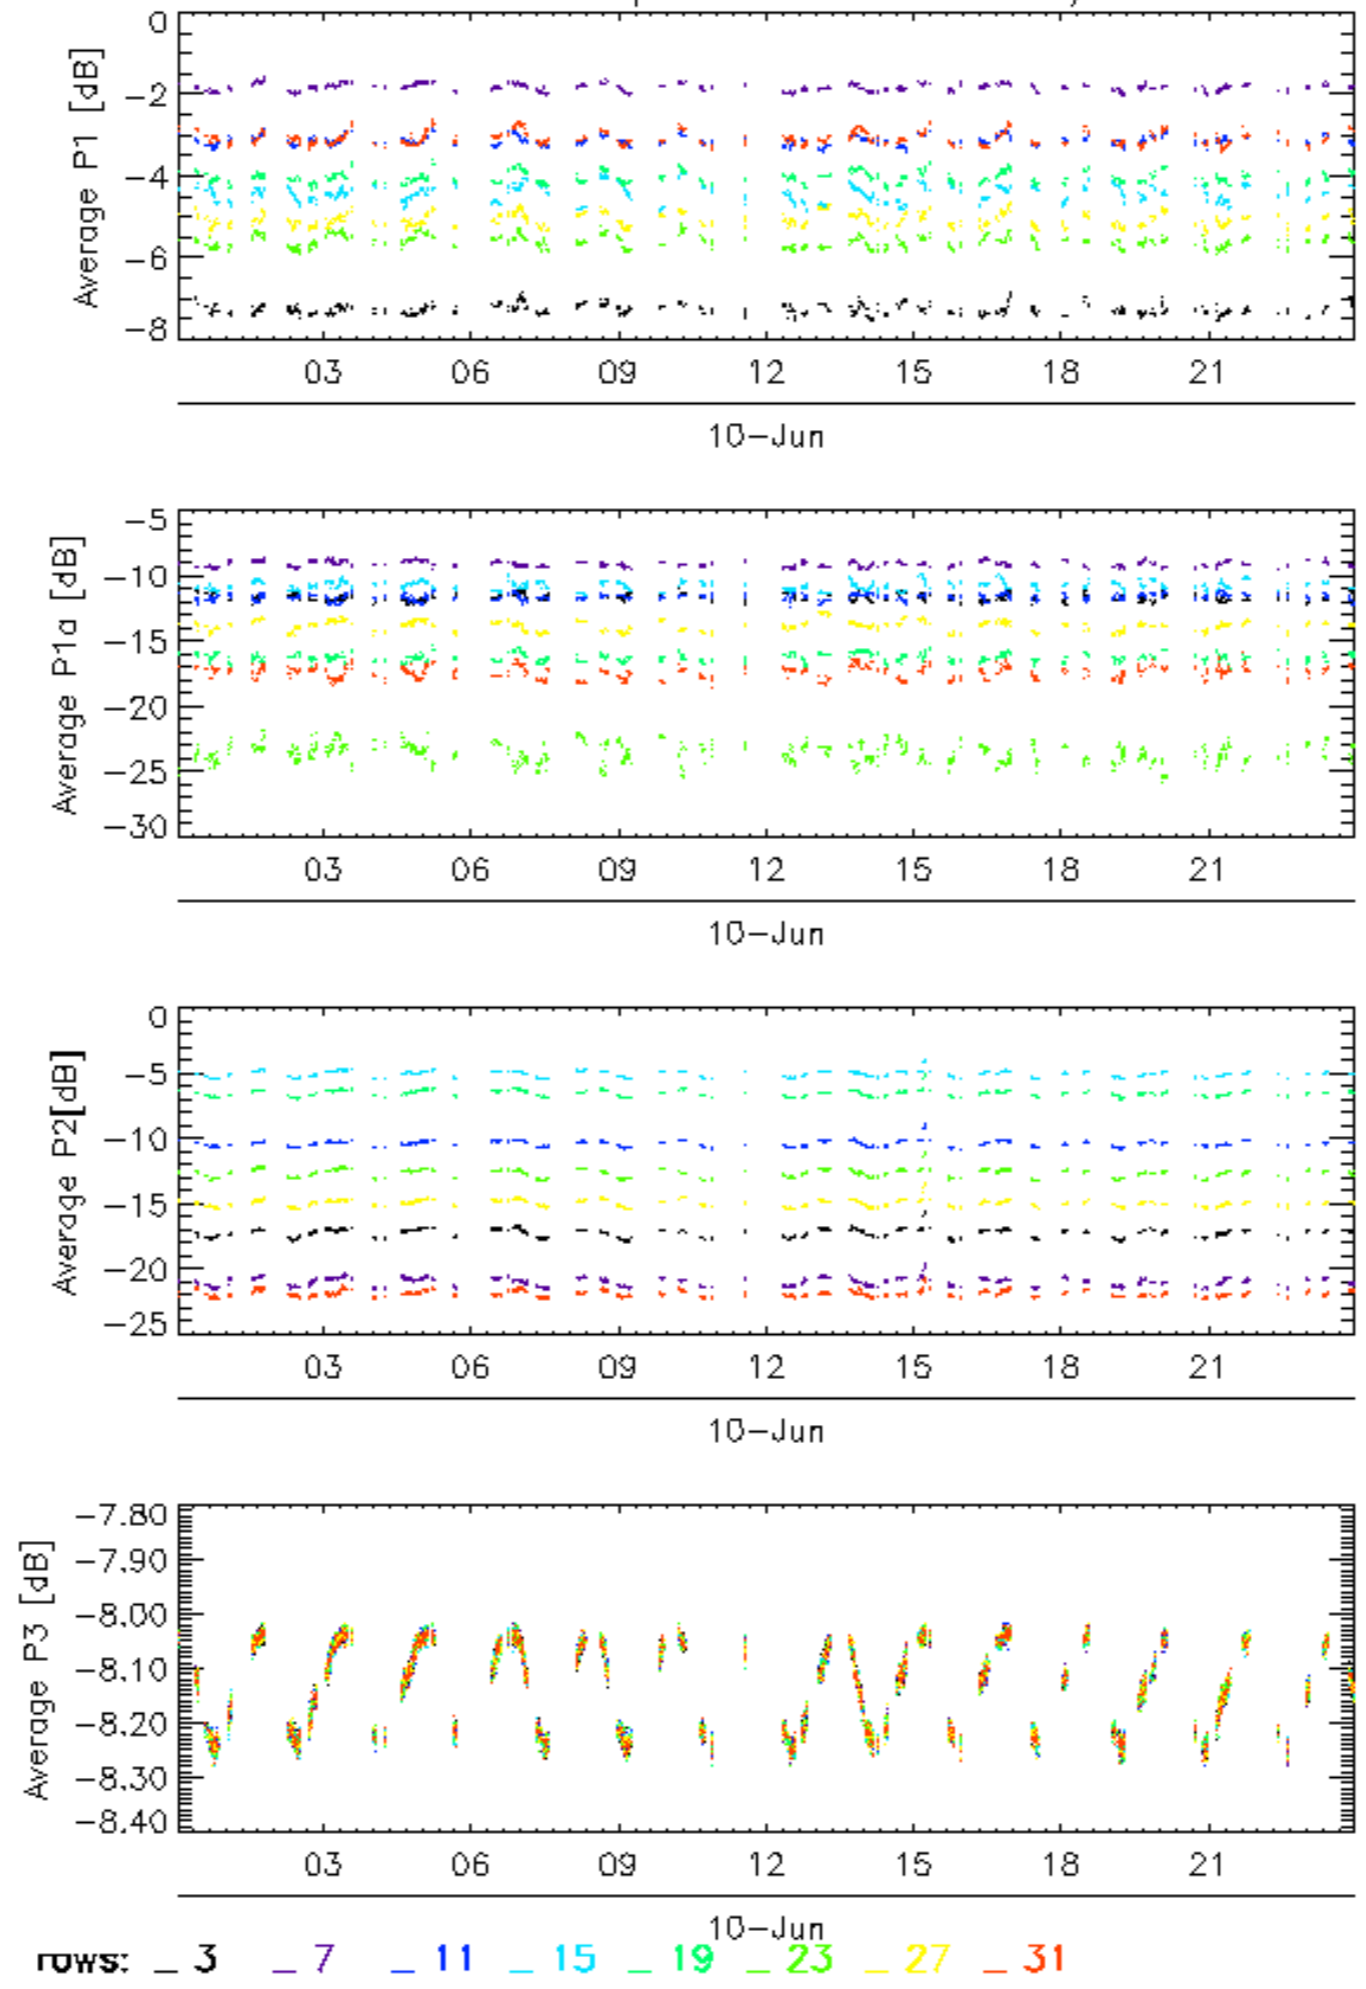 0
-2
-4
-6
-8
Average P1 [dB]
03 06 09 12 15 18 21
10-Jun
-5
-10
-15
-20
-25
-30
Average P1a [dB]
03 06 09 12 15 18 21
10-Jun
0
-5
-10
-15
-20
-25
Average P2[dB]
03 06 09 12 15 18 21
10-Jun
-7.80
-7.90
-8.00
-8.10
-8.20
-8.30
-8.40
Average P3 [dB]
03 06 09 12 15 18 21
10-Jun
rows: _ 3 _ 7 _ 11 _ 15 _ 19 _ 23 _ 27 _ 31